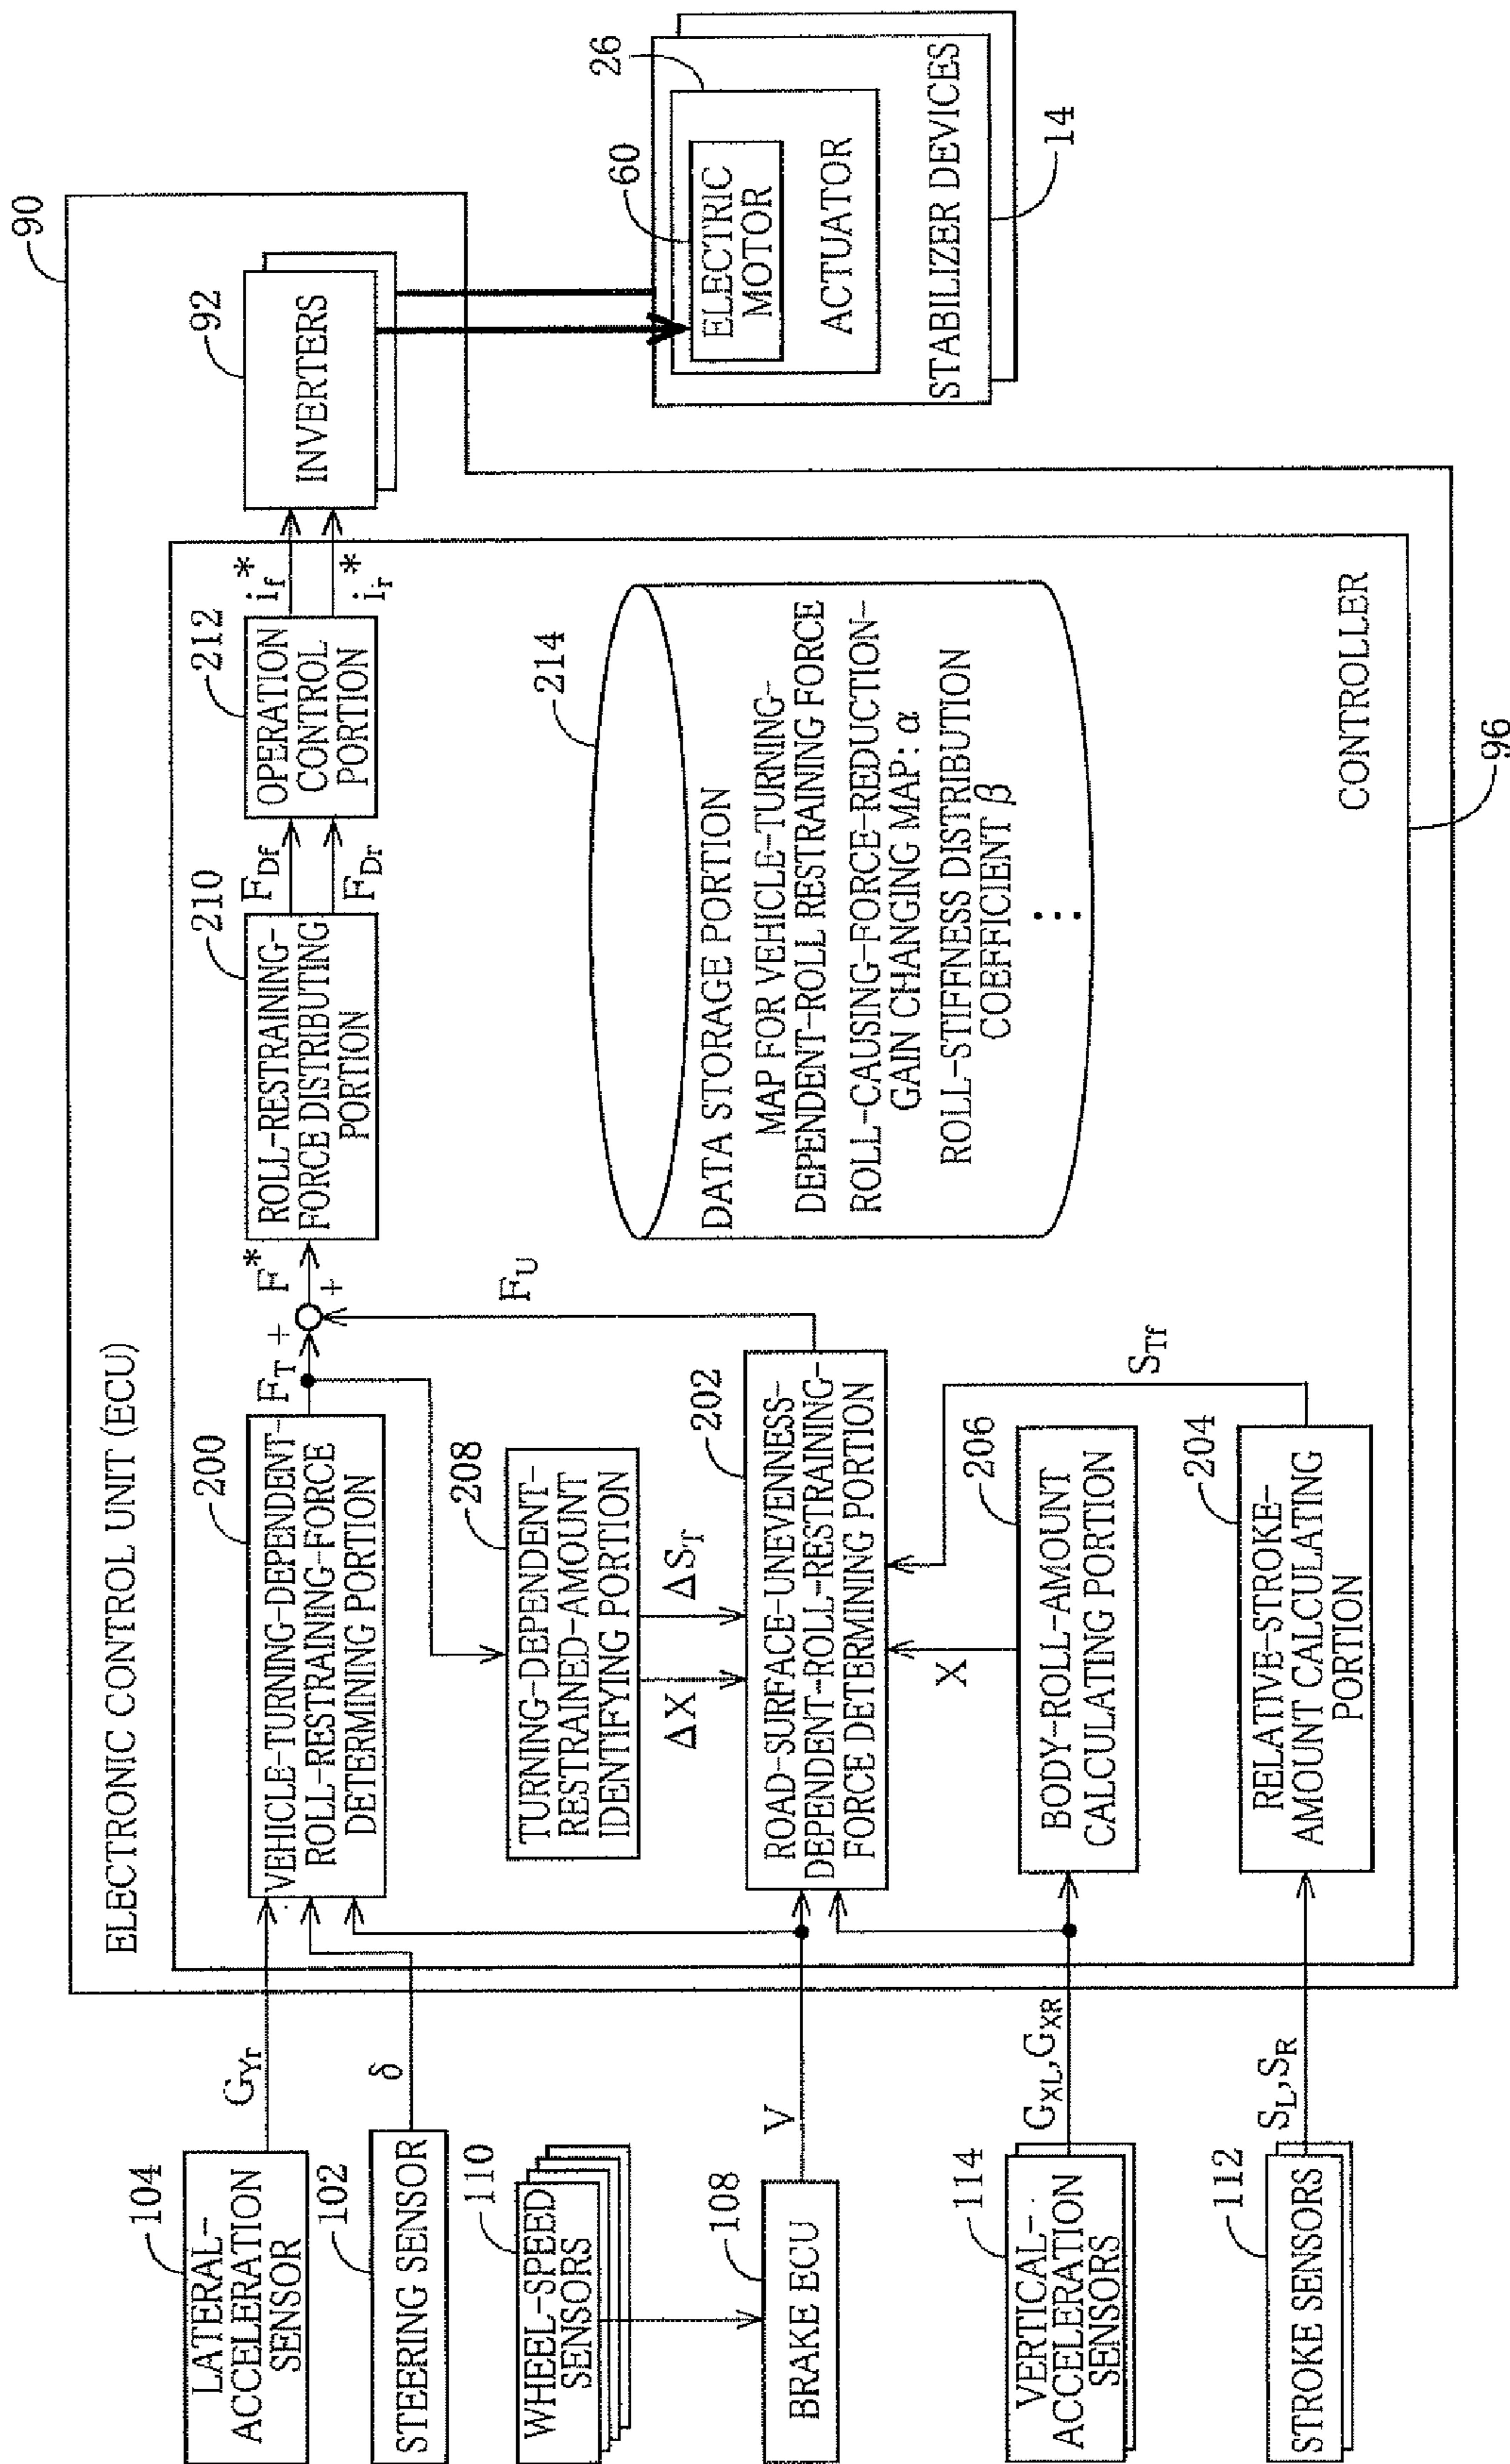 ELECTRONIC CONTROL UNIT (ECU)
90
104
LATERAL-
ACCELERATION
SENSOR
G_Yr
102
STEERING SENSOR
δ
110
WHEEL-SPEED
SENSORS
108
BRAKE ECU
V
114
VERTICAL-
ACCELERATION
SENSORS
G_XL, G_XR
112
STROKE SENSORS
S_L, S_R
200
VEHICLE-TURNING-DEPENDENT-
ROLL-RESTRAINING-FORCE
DETERMINING PORTION
F_T
+
F*
+
208
TURNING-DEPENDENT-
RESTRAINED-AMOUNT
IDENTIFYING PORTION
ΔX
ΔS_T
F_U
202
ROAD-SURFACE-UNEVENNESS-
DEPENDENT-ROLL-RESTRAINING-
FORCE DETERMINING PORTION
X
S_Tf
206
BODY-ROLL-AMOUNT
CALCULATING PORTION
204
RELATIVE-STROKE-
AMOUNT CALCULATING
PORTION
210
ROLL-RESTRAINING-
FORCE DISTRIBUTING
PORTION
F_Df
F_Dr
212
OPERATION
CONTROL
PORTION
i_f*
i_r*
92
INVERTERS
214
DATA STORAGE PORTION
MAP FOR VEHICLE-TURNING-
DEPENDENT-ROLL RESTRAINING FORCE
ROLL-CAUSING-FORCE-REDUCTION-
GAIN CHANGING MAP: α
ROLL-STIFFNESS DISTRIBUTION
COEFFICIENT β
⋮
CONTROLLER
96
60
ELECTRIC
MOTOR
26
ACTUATOR
STABILIZER DEVICES
14